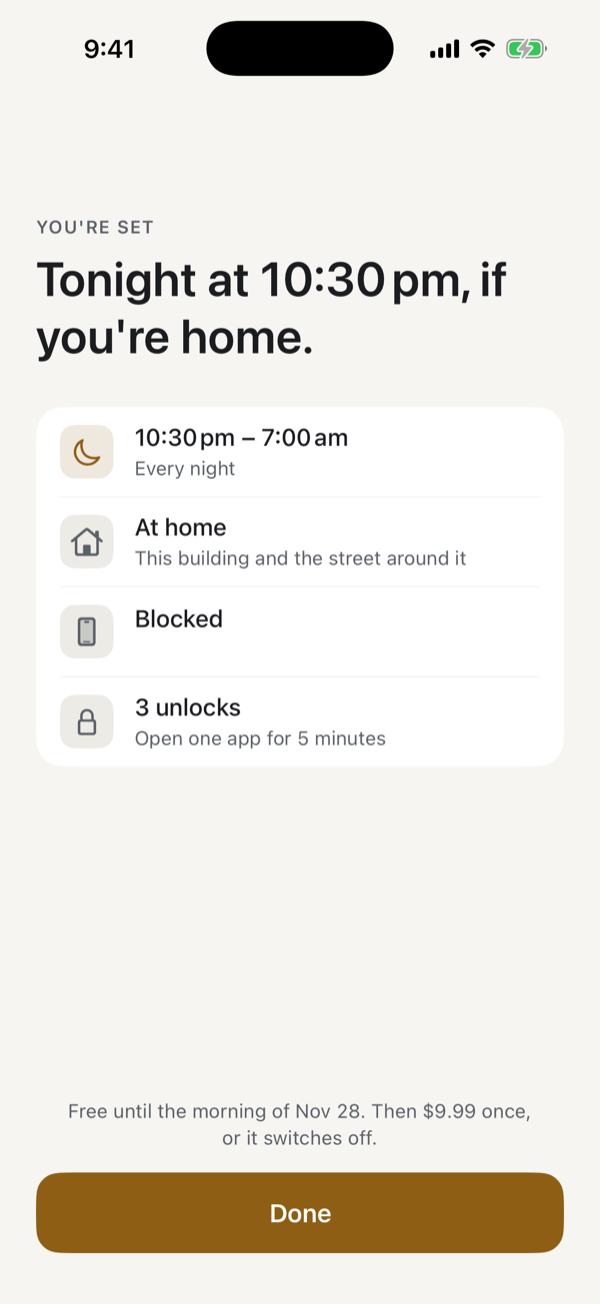 9:41
YOU'RE SET
Tonight at 10:30 pm, if
you're home.
10:30 pm – 7:00 am
Every night
At home
This building and the street around it
Blocked
3 unlocks
Open one app for 5 minutes
Free until the morning of Nov 28. Then $9.99 once,
or it switches off.
Done